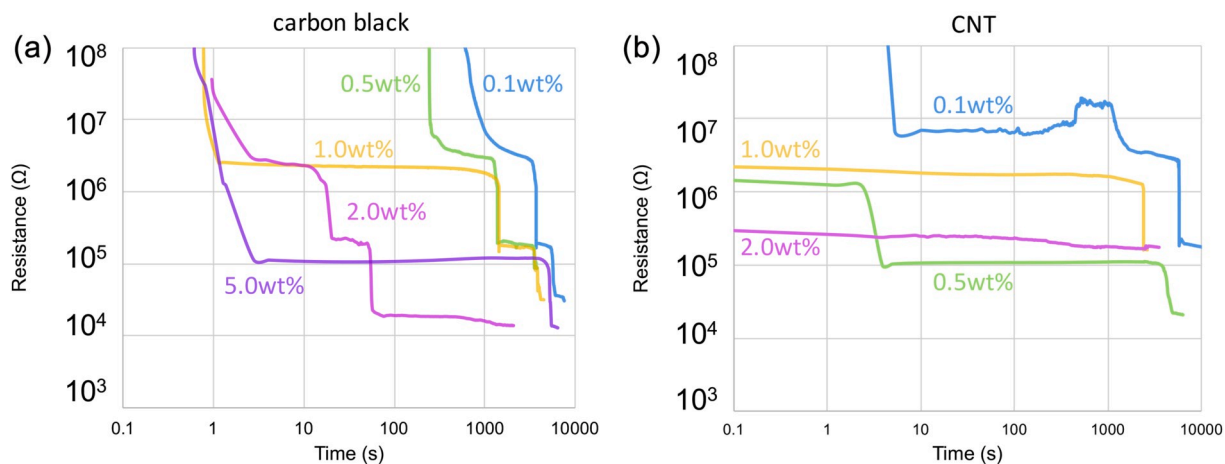 carbon black
(a)
10⁸
10⁷
10⁶
10⁵
10⁴
10³
Resistance (Ω)
0.5wt%
0.1wt%
1.0wt%
2.0wt%
5.0wt%
0.1
1
10
100
1000
10000
Time (s)
CNT
(b)
10⁸
10⁷
10⁶
10⁵
10⁴
10³
Resistance (Ω)
0.1wt%
1.0wt%
2.0wt%
0.5wt%
0.1
1
10
100
1000
10000
Time (s)